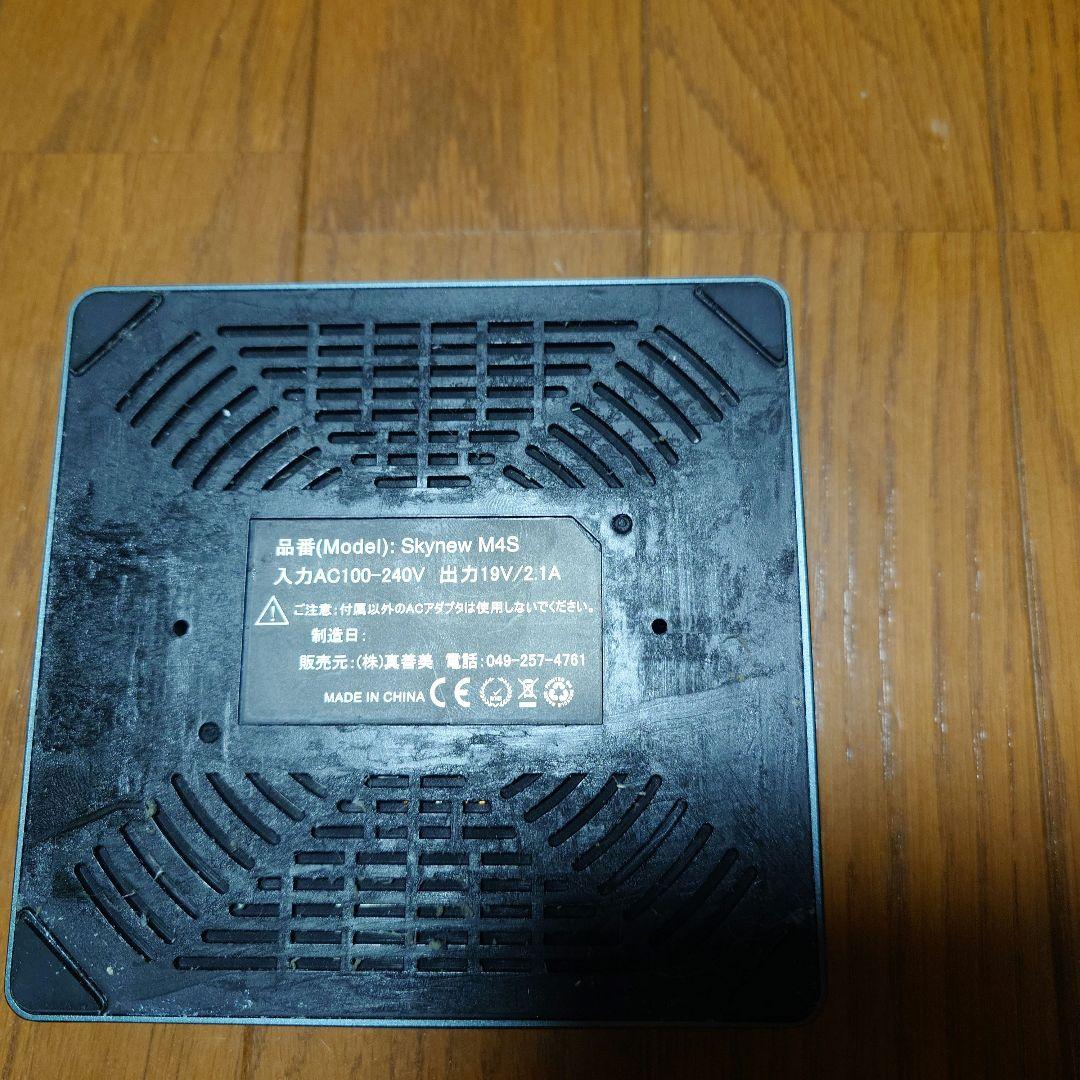 品番(Model): Skynew M4S
入力AC100-240V 出力19V/2.1A
ご注意:付属以外のACアダプタは使用しないでください。
制造日:
販売元:(株)真善美 電話:049-257-4761
MADE IN CHINA CE